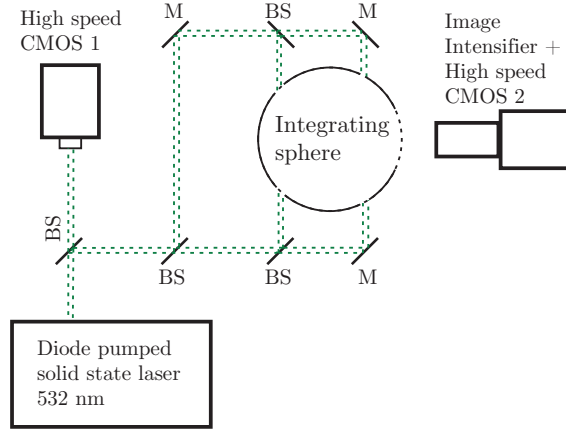 High speed
CMOS 1
M
BS
M
Image
Intensifier +
High speed
CMOS 2
Integrating
sphere
BS
BS
BS
M
Diode pumped
solid state laser
532 nm